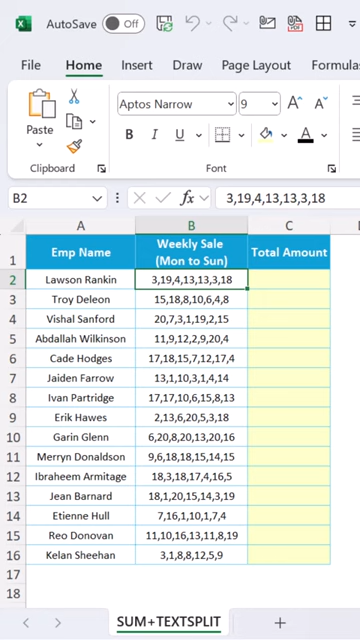 AutoSave Off
File Home Insert Draw Page Layout Formulas
Paste
Aptos Narrow 9 A A
B I U A
Clipboard Font
B2 fx 3,19,4,13,13,3,18
A B C
1 Emp Name Weekly Sale (Mon to Sun) Total Amount
2 Lawson Rankin 3,19,4,13,13,3,18
3 Troy Deleon 15,18,8,10,6,4,8
4 Vishal Sanford 20,7,3,1,19,2,15
5 Abdallah Wilkinson 11,9,12,2,9,20,4
6 Cade Hodges 17,18,15,7,12,17,4
7 Jaiden Farrow 13,1,10,3,1,4,14
8 Ivan Partridge 17,17,10,6,15,8,13
9 Erik Hawes 2,13,6,20,5,3,18
10 Garin Glenn 6,20,8,20,13,20,16
11 Merryn Donaldson 9,6,18,18,15,14,15
12 Ibraheem Armitage 18,3,18,17,4,16,5
13 Jean Barnard 18,1,20,15,14,3,19
14 Etienne Hull 7,16,1,10,1,7,4
15 Reo Donovan 11,10,16,13,11,8,19
16 Kelan Sheehan 3,1,8,8,12,5,9
17
18
SUM+TEXTSPLIT